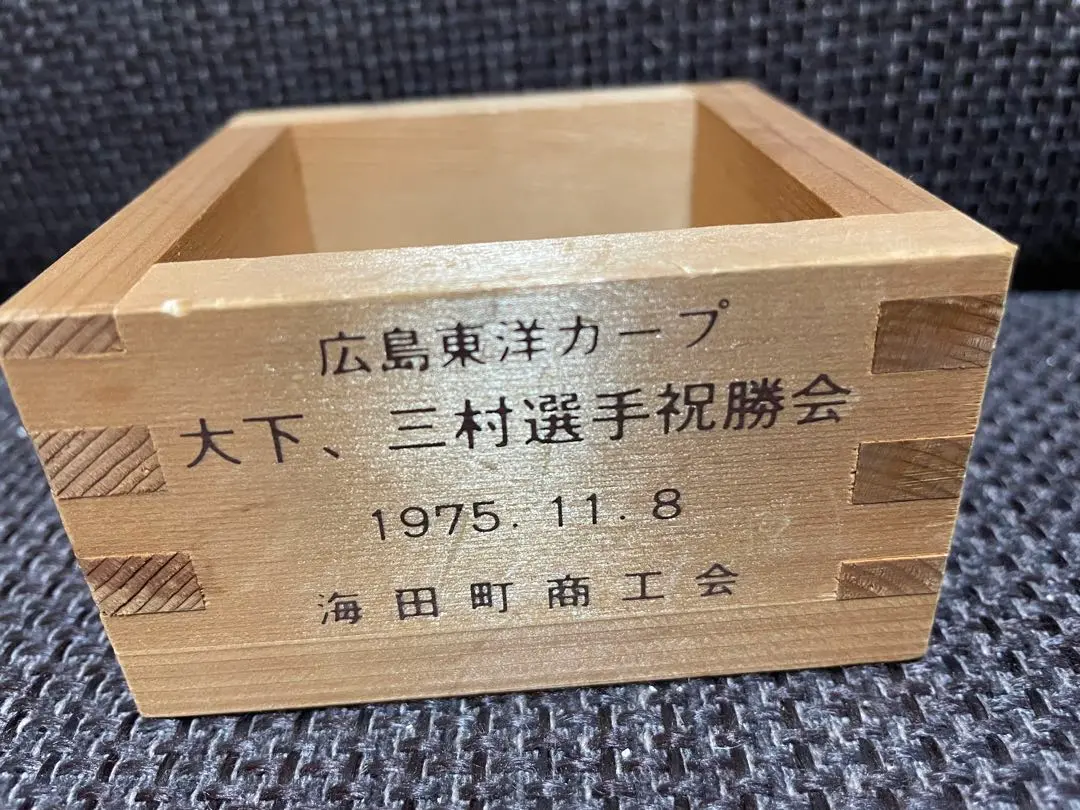 広島東洋カープ
大下、三村選手祝勝会
1975. 11. 8
海田町商工会